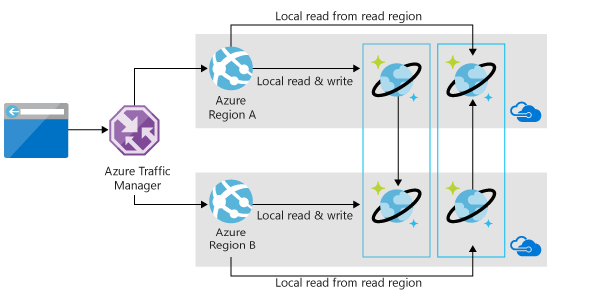 Local read from read region
Local read & write
Azure
Region A
Azure Traffic
Manager
Local read & write
Azure
Region B
Local read from read region